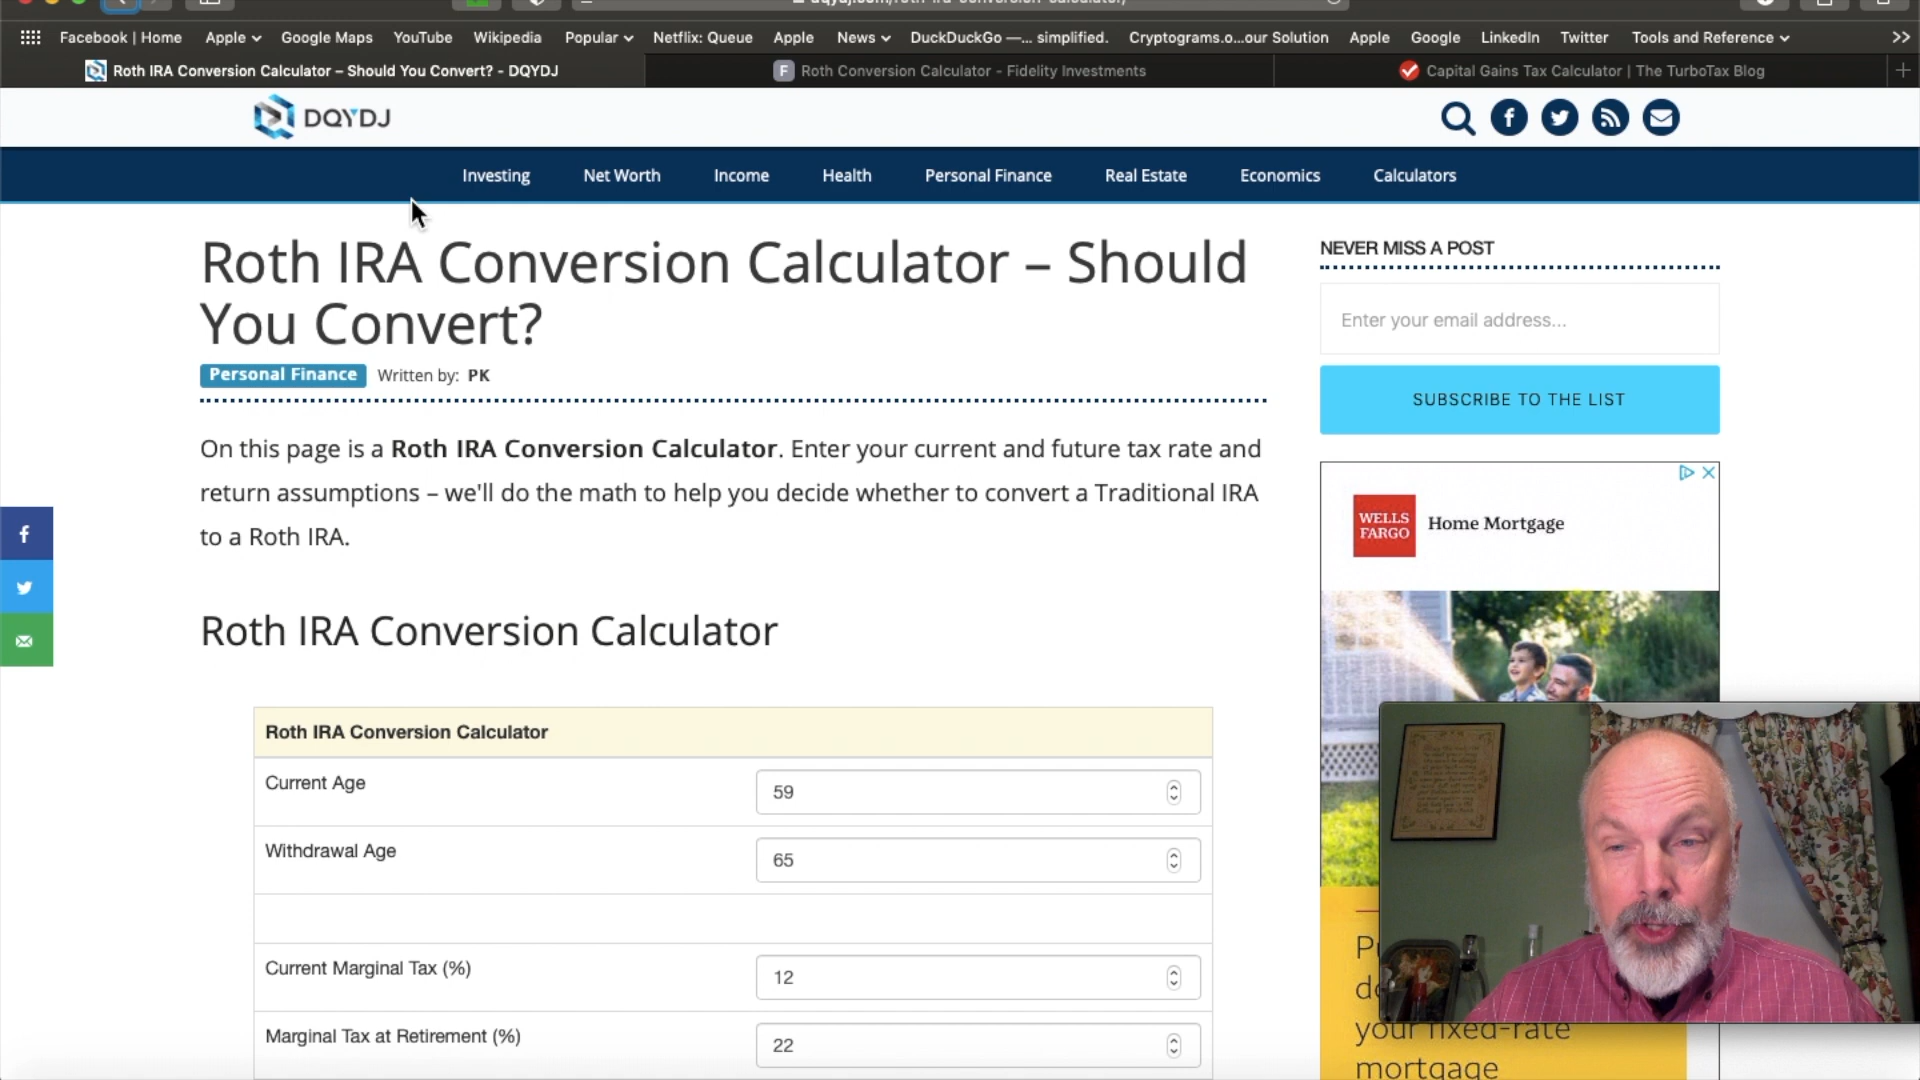 Facebook | Home Apple Google Maps YouTube Wikipedia Popular Netflix: Queue Apple News DuckDuckGo —... simplified. Cryptograms.o...our Solution Apple Google LinkedIn Twitter Tools and Reference
Roth IRA Conversion Calculator – Should You Convert? - DQYDJ
F Roth Conversion Calculator - Fidelity Investments
Capital Gains Tax Calculator | The TurboTax Blog
DQYDJ
Investing Net Worth Income Health Personal Finance Real Estate Economics Calculators
Roth IRA Conversion Calculator – Should
You Convert?
Personal Finance Written by: PK
On this page is a Roth IRA Conversion Calculator. Enter your current and future tax rate and
return assumptions – we'll do the math to help you decide whether to convert a Traditional IRA
to a Roth IRA.
Roth IRA Conversion Calculator
Roth IRA Conversion Calculator
Current Age 59
Withdrawal Age 65
Current Marginal Tax (%) 12
Marginal Tax at Retirement (%) 22
NEVER MISS A POST
Enter your email address...
SUBSCRIBE TO THE LIST
WELLS
FARGO
Home Mortgage
your fixed-rate
mortgage